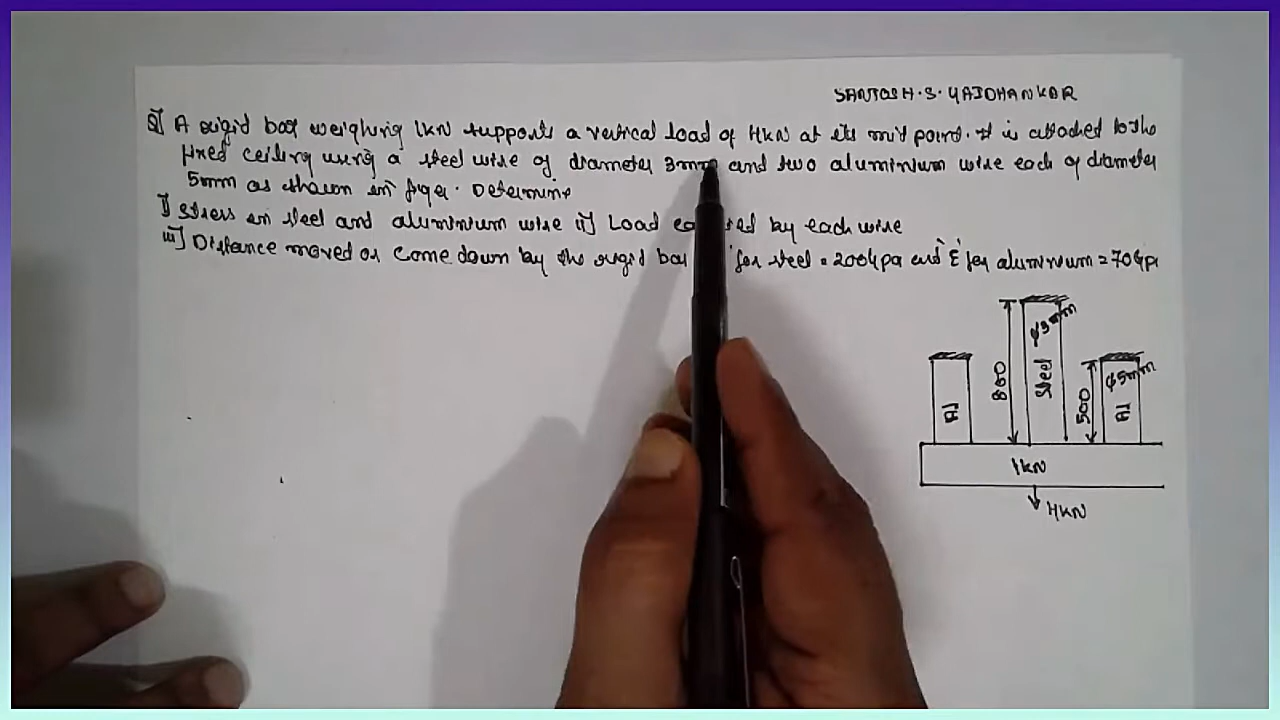 SANTOSH.S.GAJDHANKAR
Q] A rigid bar weighing 1kN supports a vertical load of 4kN at its mid point. It is attached to the
fixed ceiling using a steel wire of diameter 3mm and two aluminium wire each of diameter
5mm as shown in figer. Determine
i] Stress in steel and aluminium wire ii] Load by each wire
iii] Distance moved or come down by the rigid bar for steel = 200Gpa and 'E' for aluminium = 70Gpa
φ3mm
Steel
800
Al
500
φ5mm
Al
1kN
4kN